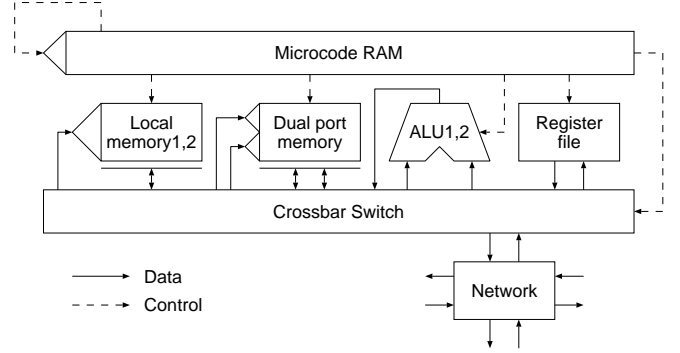 Microcode RAM
Local
memory1,2
Dual port
memory
ALU1,2
Register
file
Crossbar Switch
Data
Control
Network